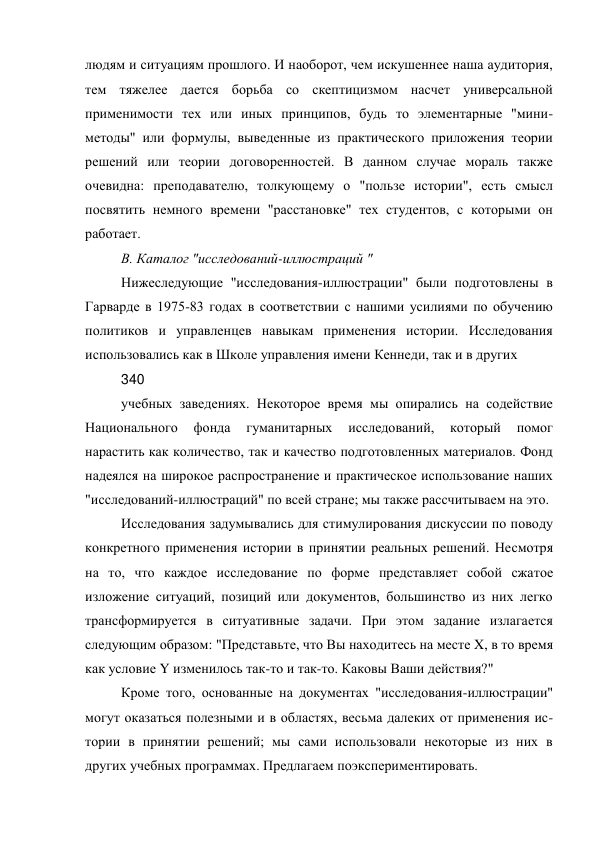 людям и ситуациям прошлого. И наоборот, чем искушеннее наша аудитория,
тем тяжелее дается борьба со скептицизмом насчет универсальной
применимости тех или иных принципов, будь то элементарные "мини-
методы" или формулы, выведенные из практического приложения теории
решений или теории договоренностей. В данном случае мораль также
очевидна: преподавателю, толкующему о "пользе истории", есть смысл
посвятить немного времени "расстановке" тех студентов, с которыми он
работает.
В. Каталог "исследований-иллюстраций "
Нижеследующие "исследования-иллюстрации" были подготовлены в
Гарварде в 1975-83 годах в соответствии с нашими усилиями по обучению
политиков и управленцев навыкам применения истории. Исследования
использовались как в Школе управления имени Кеннеди, так и в других
340
учебных заведениях. Некоторое время мы опирались на содействие
Национального фонда гуманитарных исследований, который помог
нарастить как количество, так и качество подготовленных материалов. Фонд
надеялся на широкое распространение и практическое использование наших
"исследований-иллюстраций" по всей стране; мы также рассчитываем на это.
Исследования задумывались для стимулирования дискуссии по поводу
конкретного применения истории в принятии реальных решений. Несмотря
на то, что каждое исследование по форме представляет собой сжатое
изложение ситуаций, позиций или документов, большинство из них легко
трансформируется в ситуативные задачи. При этом задание излагается
следующим образом: "Представьте, что Вы находитесь на месте X, в то время
как условие Y изменилось так-то и так-то. Каковы Ваши действия?"
Кроме того, основанные на документах "исследования-иллюстрации"
могут оказаться полезными и в областях, весьма далеких от применения ис-
тории в принятии решений; мы сами использовали некоторые из них в
других учебных программах. Предлагаем поэкспериментировать.